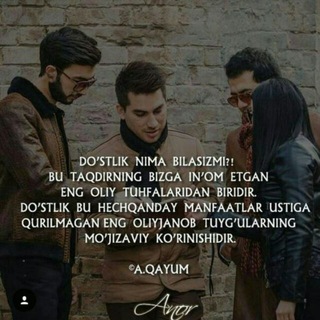 DO'STLIK NIMA BILASIZMI?!
BU TAQDIRNING BIZGA IN'OM ETGAN
ENG OLIY TUHFALARIDAN BIRIDIR.
DO'STLIK BU HECHQANDAY MANFAATLAR USTIGA
QURILMAGAN ENG OLIYJANOB TUYG'ULARNING
MO'JIZAVIY KO'RINISHIDIR.
©A.QAYUM
Anor